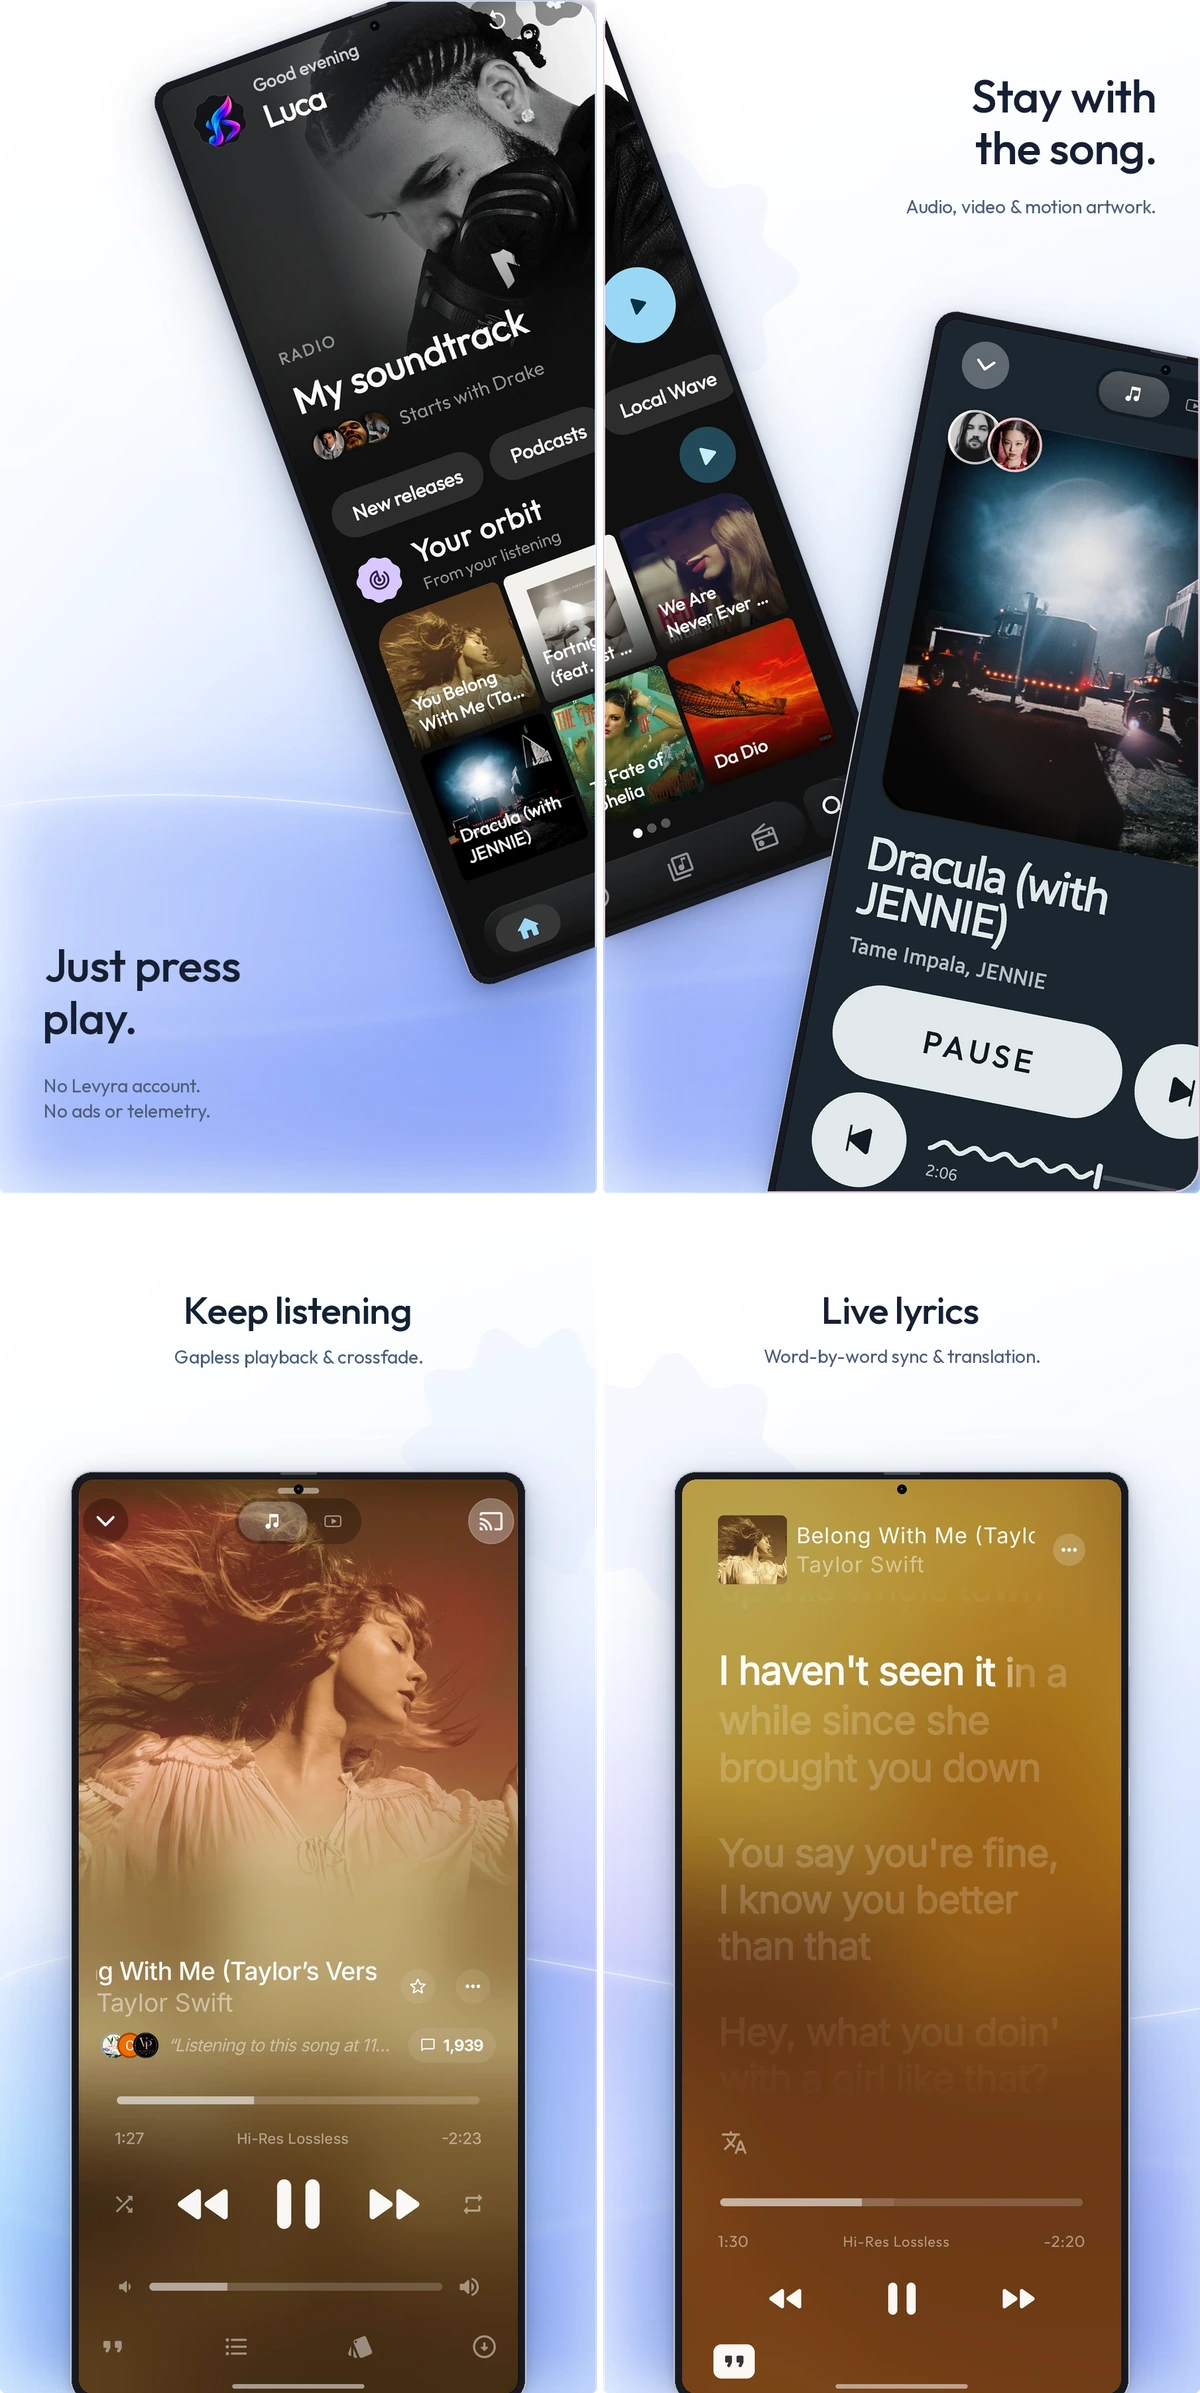 Good evening
Luca
RADIO
My soundtrack
Starts with Drake
New releases
Podcasts
Local Wave
Your orbit
From your listening
You Belong
With Me (Ta...
Fortnig
(feat.
st ...
We Are
Never Ever ...
Dracula (with
JENNIE)
Fate of
phelia
Da Dio
Just press
play.
No Levyra account.
No ads or telemetry.
Stay with
the song.
Audio, video & motion artwork.
Dracula (with
JENNIE)
Tame Impala, JENNIE
PAUSE
2:06
Keep listening
Gapless playback & crossfade.
g With Me (Taylor's Vers
Taylor Swift
"Listening to this song at 11...
1,939
1:27
Hi-Res Lossless
-2:23
Live lyrics
Word-by-word sync & translation.
Belong With Me (Taylo
Taylor Swift
up this whole town
I haven't seen it in a
while since she
brought you down
You say you're fine,
I know you better
than that
Hey, what you doin'
with a girl like that?
1:30
Hi-Res Lossless
-2:20